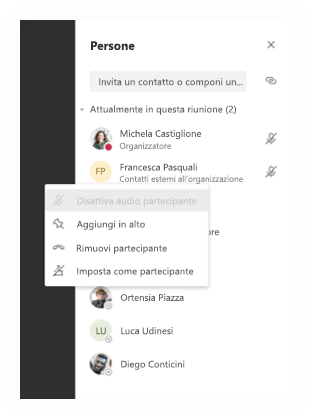 Persone
Invita un contatto o componi un...
Attualmente in questa riunione (2)
Michela Castiglione
Organizzatore
FP
Francesca Pasquali
Contatti esterni all'organizzazione
Disattiva audio partecipante
Aggiungi in alto
Rimuovi partecipante
Imposta come partecipante
Ortensia Piazza
LU
Luca Udinesi
Diego Conticini